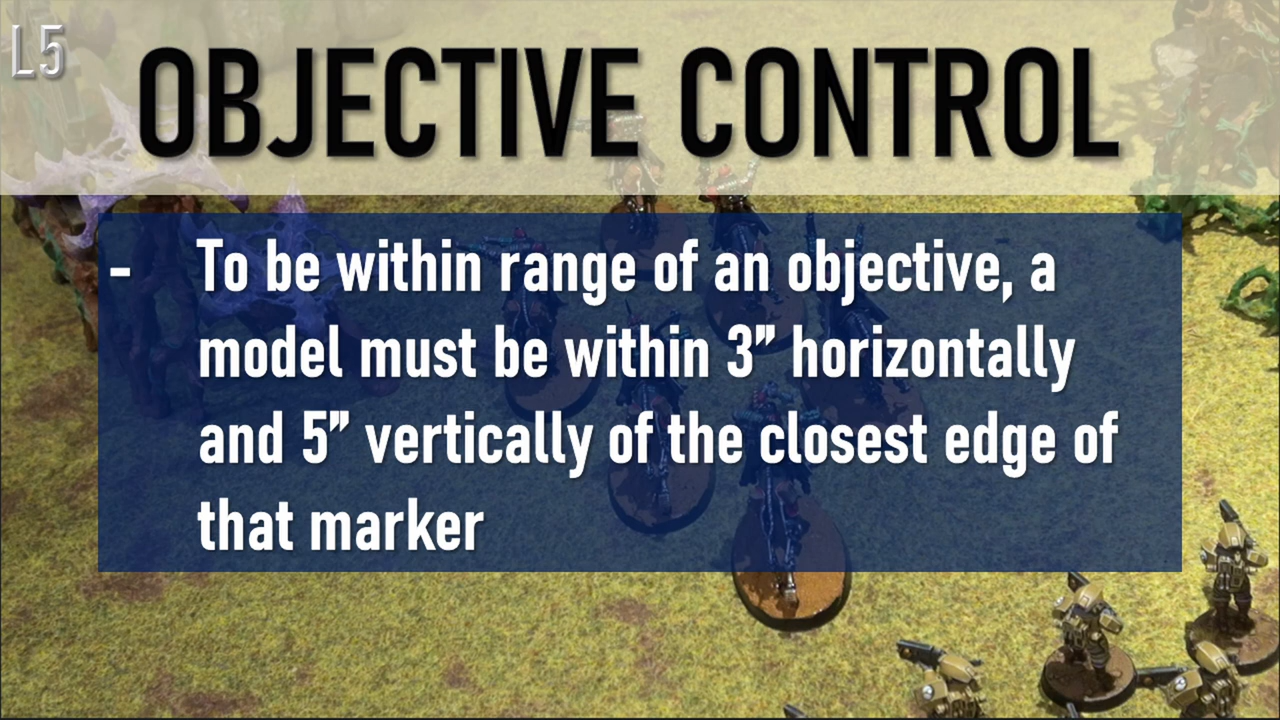 L5
OBJECTIVE CONTROL
- To be within range of an objective, a
model must be within 3” horizontally
and 5” vertically of the closest edge of
that marker